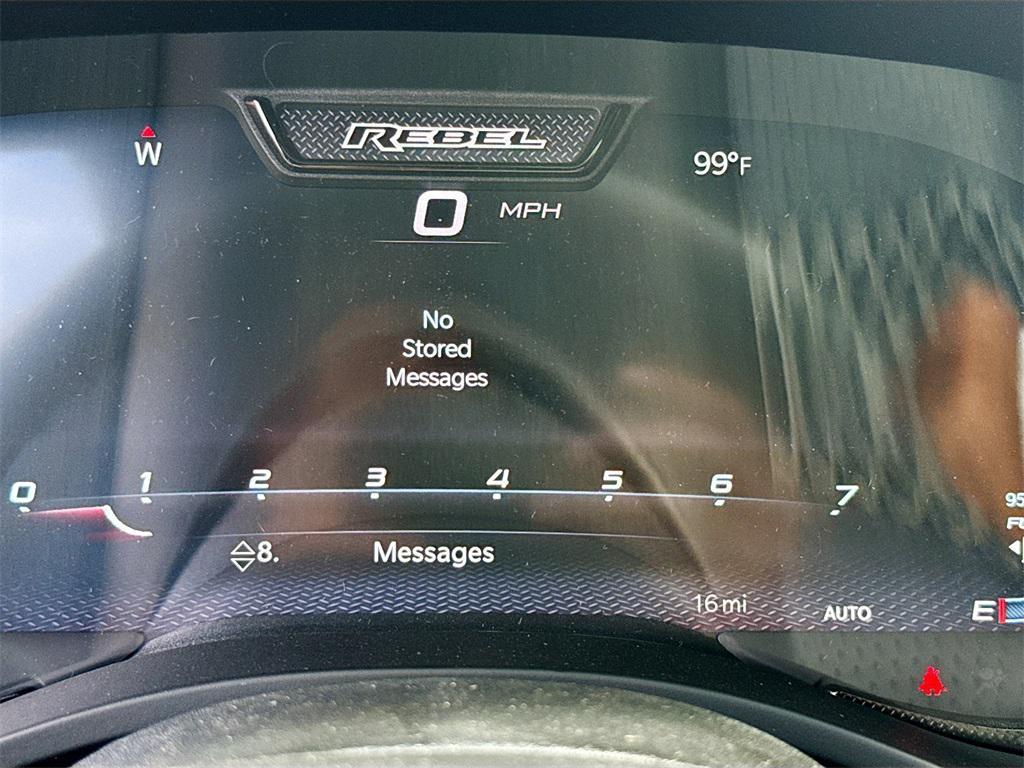 REBEL
W
99°F
0 MPH
No
Stored
Messages
0 1 2 3 4 5 6 7
95
8. Messages
16 mi
AUTO
E